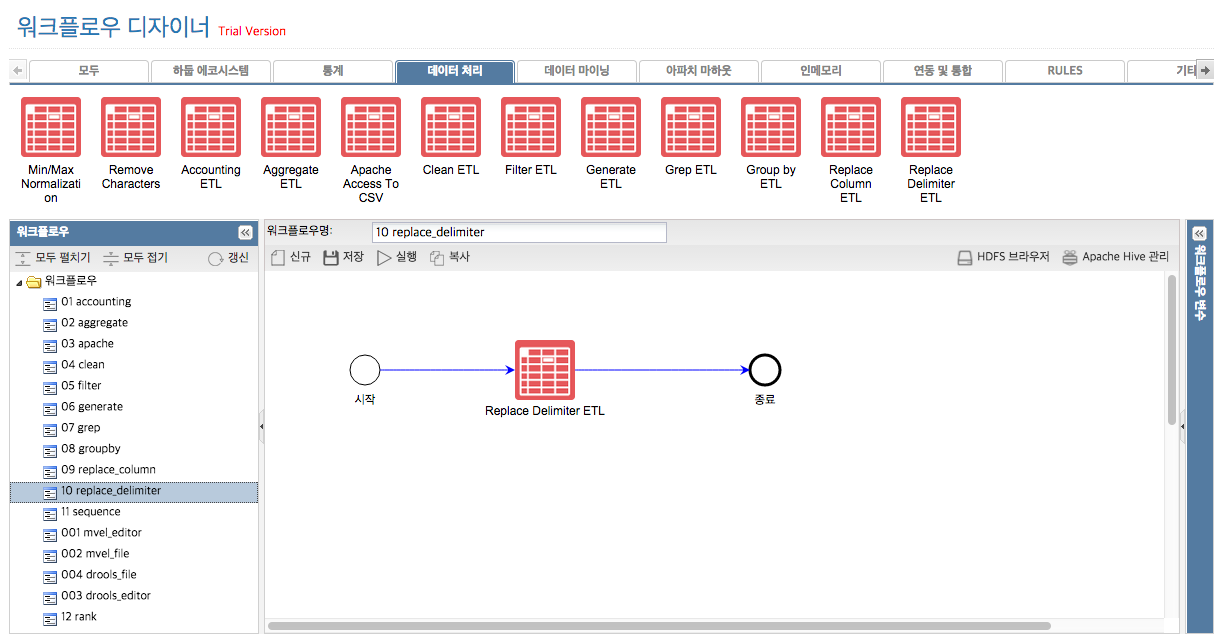 워크플로우 디자이너 Trial Version
모두
하둡 에코시스템
통계
데이터 처리
데이터 마이닝
아파치 마하웃
인메모리
연동 및 통합
RULES
기타
Min/Max
Normalizati
on
Remove
Characters
Accounting
ETL
Aggregate
ETL
Apache
Access To
CSV
Clean ETL
Filter ETL
Generate
ETL
Grep ETL
Group by
ETL
Replace
Column
ETL
Replace
Delimiter
ETL
워크플로우
모두 펼치기 모두 접기 갱신
워크플로우
01 accounting
02 aggregate
03 apache
04 clean
05 filter
06 generate
07 grep
08 groupby
09 replace_column
10 replace_delimiter
11 sequence
001 mvel_editor
002 mvel_file
004 drools_file
003 drools_editor
12 rank
워크플로우명: 10 replace_delimiter
신규 저장 실행 복사 HDFS 브라우저 Apache Hive 관리
시작
Replace Delimiter ETL
종료
워크플로우 변수